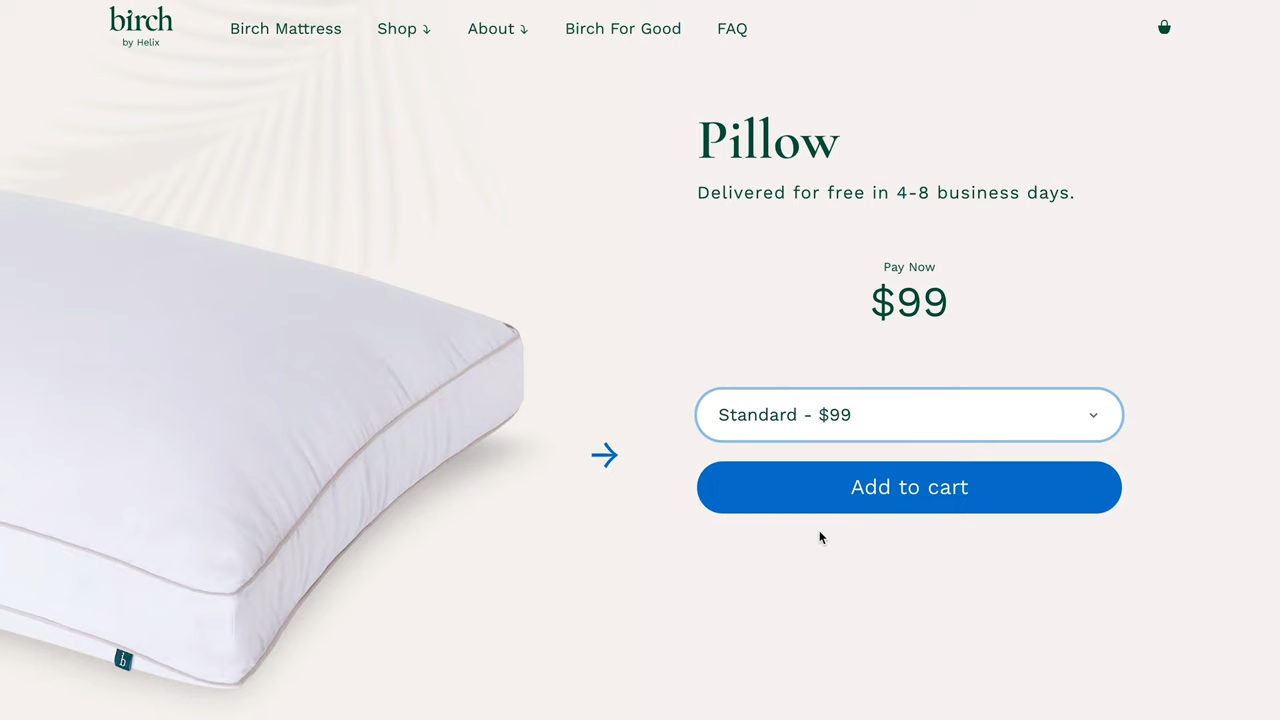 birch
by Helix
Birch Mattress
Shop
About
Birch For Good
FAQ
Pillow
Delivered for free in 4-8 business days.
Pay Now
$99
Standard - $99
Add to cart
b